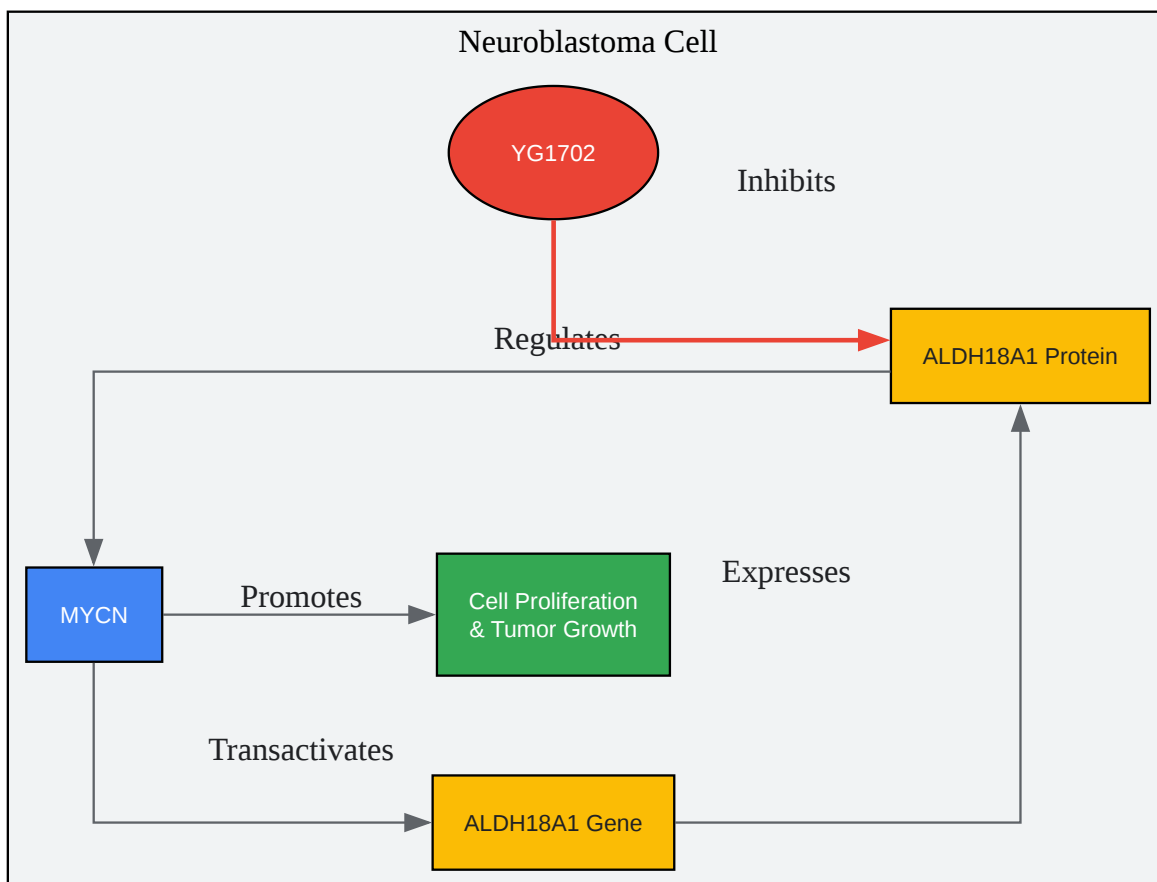 Neuroblastoma Cell
YG1702
Inhibits
Regulates
ALDH18A1 Protein
MYCN
Promotes
Cell Proliferation
& Tumor Growth
Expresses
Transactivates
ALDH18A1 Gene